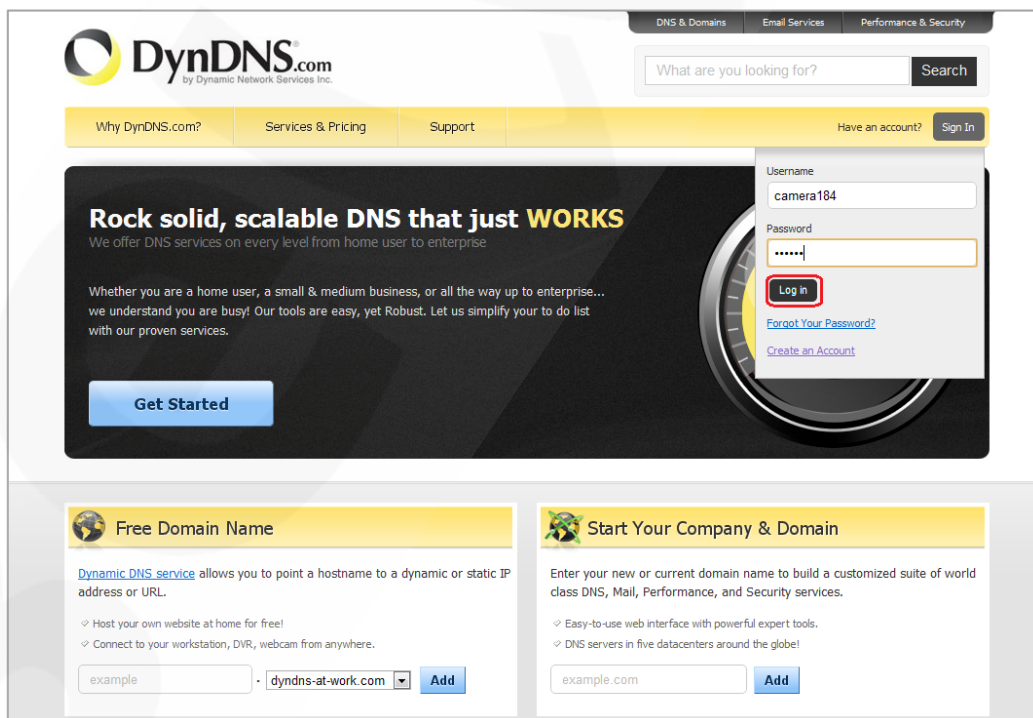 DNS & Domains Email Services Performance & Security
DynDNS.com
by Dynamic Network Services Inc.
What are you looking for? Search
Why DynDNS.com? Services & Pricing Support Have an account? Sign In
Username
camera184
Password
••••••
Log in
Forgot Your Password?
Create an Account
Rock solid, scalable DNS that just WORKS
We offer DNS services on every level from home user to enterprise
Whether you are a home user, a small & medium business, or all the way up to enterprise...
we understand you are busy! Our tools are easy, yet Robust. Let us simplify your to do list
with our proven services.
Get Started
Free Domain Name
Dynamic DNS service allows you to point a hostname to a dynamic or static IP
address or URL.
Host your own website at home for free!
Connect to your workstation, DVR, webcam from anywhere.
example . dyndns-at-work.com Add
Start Your Company & Domain
Enter your new or current domain name to build a customized suite of world
class DNS, Mail, Performance, and Security services.
Easy-to-use web interface with powerful expert tools.
DNS servers in five datacenters around the globe!
example.com Add